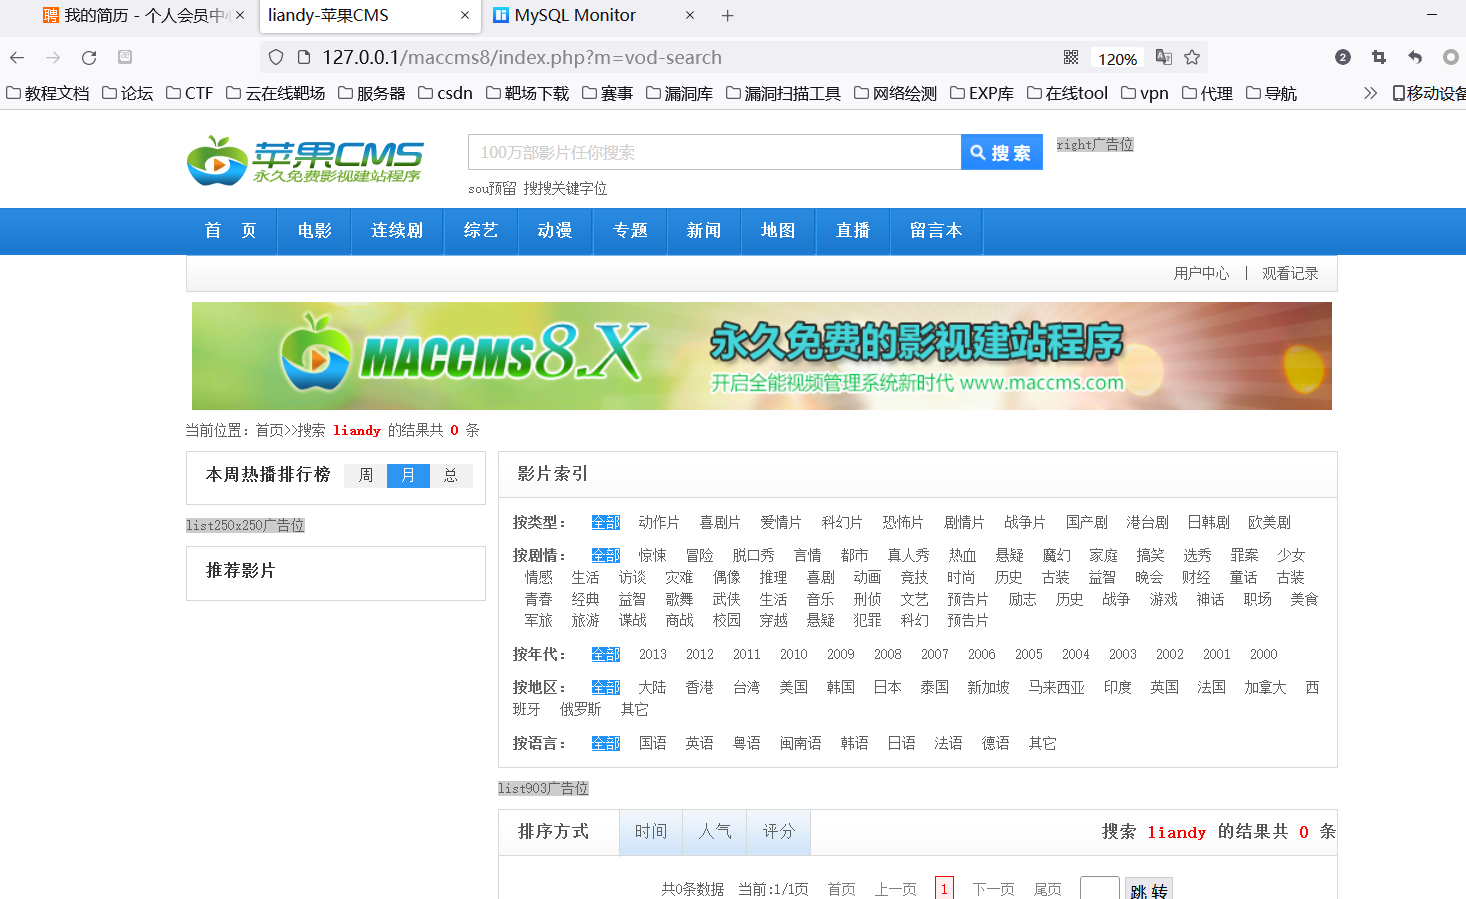 我的简历 - 个人会员中心
liandy-苹果CMS
MySQL Monitor
127.0.0.1/maccms8/index.php?m=vod-search
120%
2
教程文档 论坛 CTF 云在线靶场 服务器 csdn 靶场下载 赛事 漏洞库 漏洞扫描工具 网络绘测 EXP库 在线tool vpn 代理 导航 移动设备
苹果CMS
永久免费影视建站程序
100万部影片任你搜索
搜 索
right广告位
sou预留 搜搜关键字位
首 页 电影 连续剧 综艺 动漫 专题 新闻 地图 直播 留言本
用户中心 | 观看记录
MACCMS8.X
永久免费的影视建站程序
开启全能视频管理系统新时代 www.maccms.com
当前位置：首页>>搜索 liandy 的结果共 0 条
本周热播排行榜 周 月 总
list250x250广告位
推荐影片
影片索引
按类型： 全部 动作片 喜剧片 爱情片 科幻片 恐怖片 剧情片 战争片 国产剧 港台剧 日韩剧 欧美剧
按剧情： 全部 惊悚 冒险 脱口秀 言情 都市 真人秀 热血 悬疑 魔幻 家庭 搞笑 选秀 罪案 少女
情感 生活 访谈 灾难 偶像 推理 喜剧 动画 竞技 时尚 历史 古装 益智 晚会 财经 童话 古装
青春 经典 益智 歌舞 武侠 生活 音乐 刑侦 文艺 预告片 励志 历史 战争 游戏 神话 职场 美食
军旅 旅游 谍战 商战 校园 穿越 悬疑 犯罪 科幻 预告片
按年代： 全部 2013 2012 2011 2010 2009 2008 2007 2006 2005 2004 2003 2002 2001 2000
按地区： 全部 大陆 香港 台湾 美国 韩国 日本 泰国 新加坡 马来西亚 印度 英国 法国 加拿大 西
班牙 俄罗斯 其它
按语言： 全部 国语 英语 粤语 闽南语 韩语 日语 法语 德语 其它
list903广告位
排序方式 时间 人气 评分
搜索 liandy 的结果共 0 条
共0条数据 当前:1/1页 首页 上一页 1 下一页 尾页 跳 转